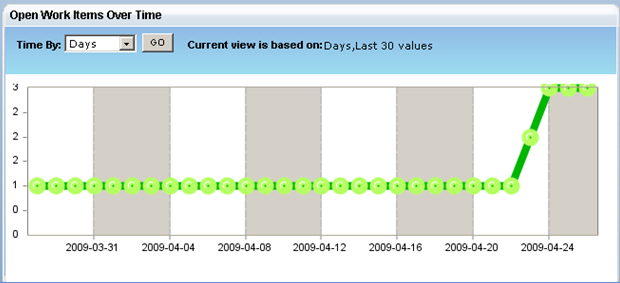 Open Work Items Over Time
Time By: Days GO Current view is based on:Days,Last 30 values
3
2
2
2
1
0
0
2009-03-31 2009-04-04 2009-04-08 2009-04-12 2009-04-16 2009-04-20 2009-04-24